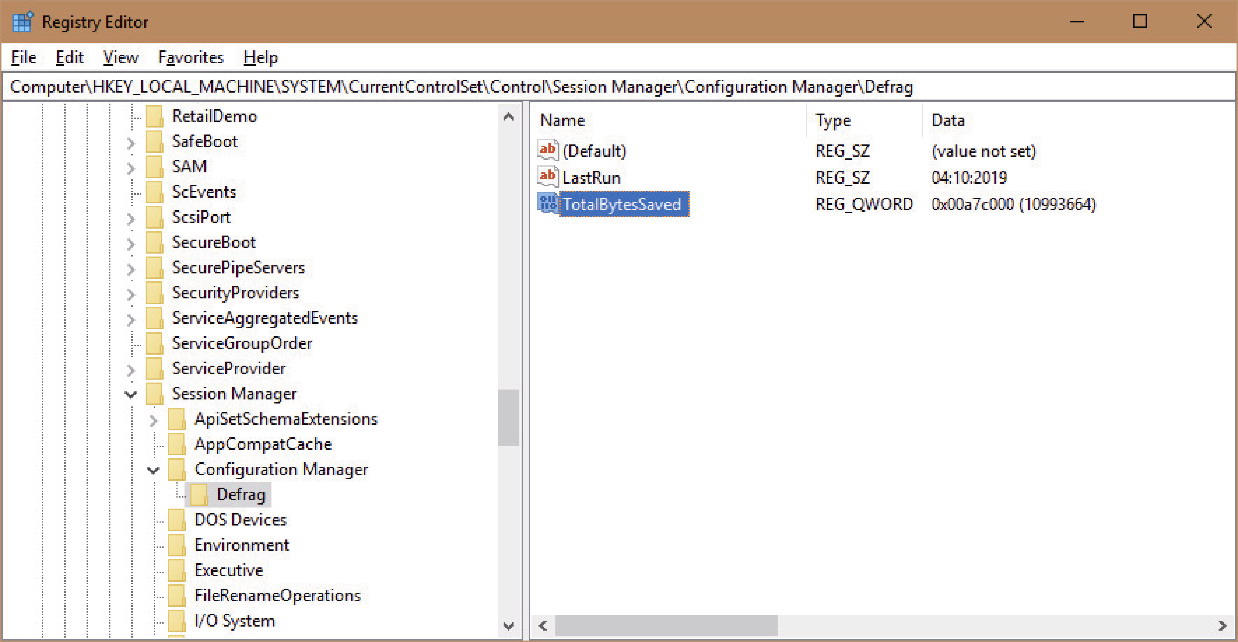 Registry Editor
File Edit View Favorites Help
Computer\HKEY_LOCAL_MACHINE\SYSTEM\CurrentControlSet\Control\Session Manager\Configuration Manager\Defrag
RetailDemo
SafeBoot
SAM
ScEvents
ScsiPort
SecureBoot
SecurePipeServers
SecurityProviders
ServiceAggregatedEvents
ServiceGroupOrder
ServiceProvider
Session Manager
ApiSetSchemaExtensions
AppCompatCache
Configuration Manager
Defrag
DOS Devices
Environment
Executive
FileRenameOperations
I/O System
Name Type Data
ab (Default) REG_SZ (value not set)
ab LastRun REG_SZ 04:10:2019
TotalBytesSaved REG_QWORD 0x00a7c000 (10993664)